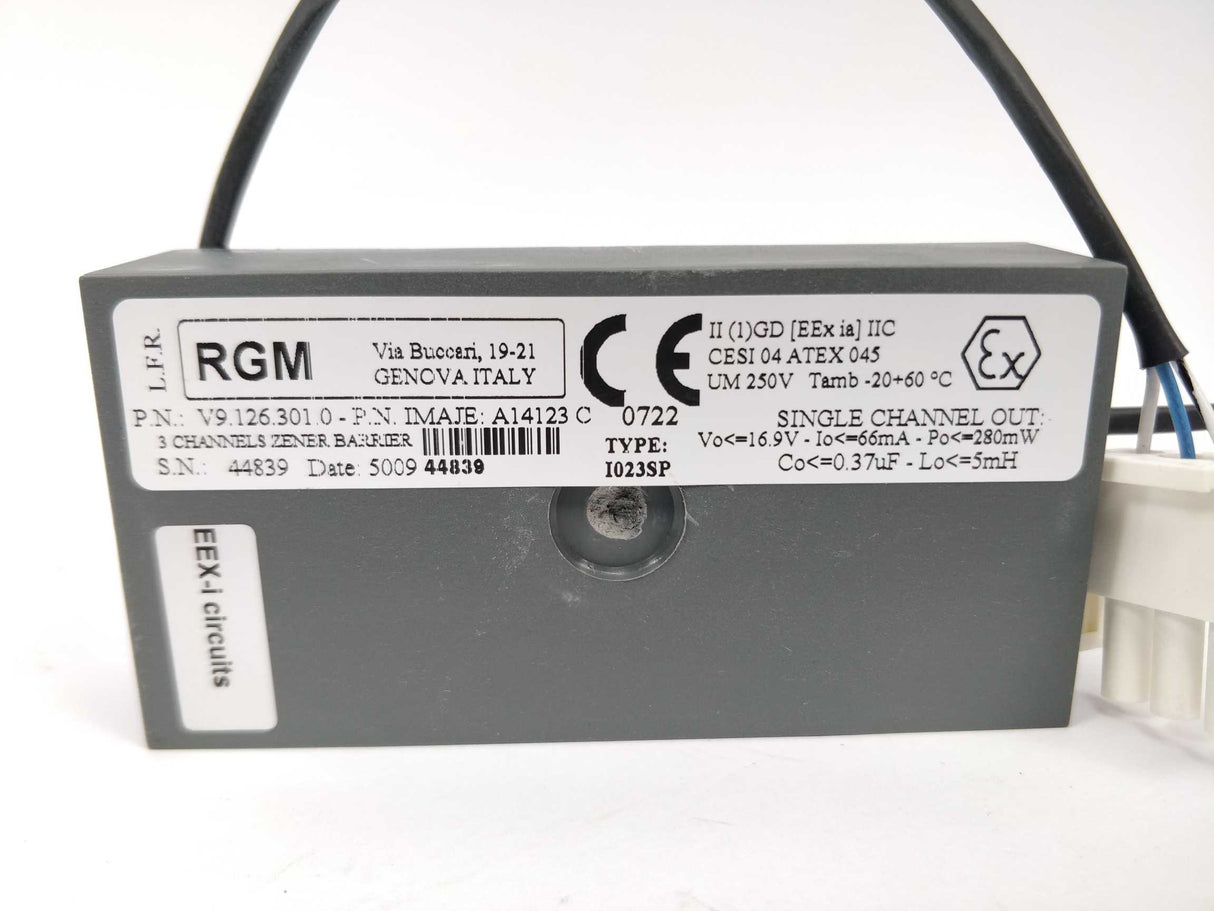 L.F.R.
RGM
Via Buccari, 19-21
GENOVA ITALY
CE
0722
II (1)GD [EEx ia] IIC
CESI 04 ATEX 045
UM 250V Tamb -20+60 °C
Ex
P.N.: V9.126.301.0 - P.N. IMAJE: A14123 C
3 CHANNELS ZENER BARRIER
S.N.: 44839 Date: 5009 44839
TYPE:
I023SP
SINGLE CHANNEL OUT:
Vo<=16.9V - Io<=66mA - Po<=280mW
Co<=0.37uF - Lo<=5mH
EEX-i circuits